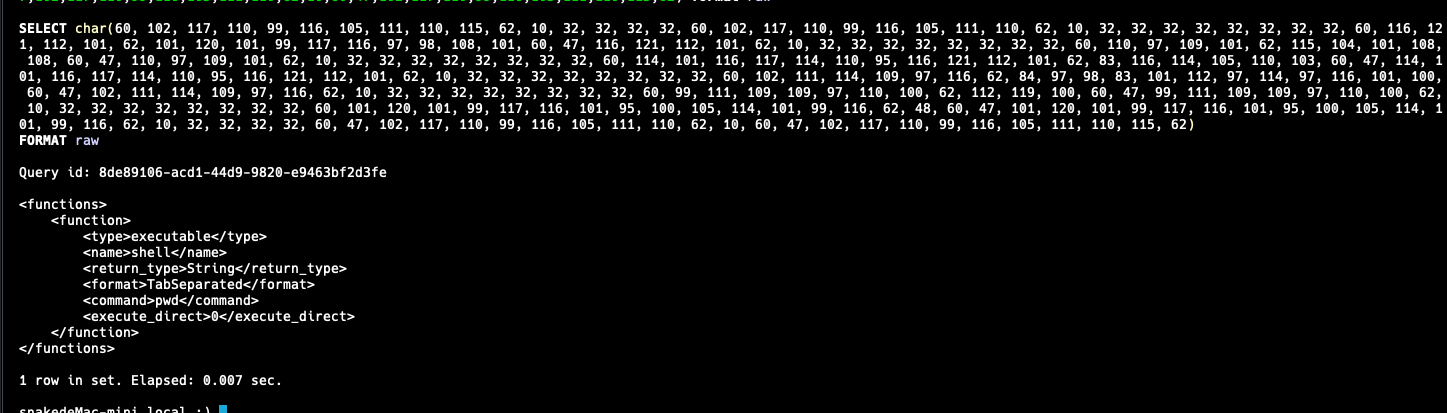 SELECT char(60, 102, 117, 110, 99, 116, 105, 111, 110, 115, 62, 10, 32, 32, 32, 32, 60, 102, 117, 110, 99, 116, 105, 111, 110, 62, 10, 32, 32, 32, 32, 32, 32, 32, 32, 60, 116, 12
1, 112, 101, 62, 101, 120, 101, 99, 117, 116, 97, 98, 108, 101, 60, 47, 116, 121, 112, 101, 62, 10, 32, 32, 32, 32, 32, 32, 32, 32, 60, 110, 97, 109, 101, 62, 115, 104, 101, 108,
108, 60, 47, 110, 97, 109, 101, 62, 10, 32, 32, 32, 32, 32, 32, 32, 32, 60, 114, 101, 116, 117, 114, 110, 95, 116, 121, 112, 101, 62, 83, 116, 114, 105, 110, 103, 60, 47, 114, 1
01, 116, 117, 114, 110, 95, 116, 121, 112, 101, 62, 10, 32, 32, 32, 32, 32, 32, 32, 32, 60, 102, 111, 114, 109, 97, 116, 62, 84, 97, 98, 83, 101, 112, 97, 114, 97, 116, 101, 100,
60, 47, 102, 111, 114, 109, 97, 116, 62, 10, 32, 32, 32, 32, 32, 32, 32, 32, 60, 99, 111, 109, 109, 97, 110, 100, 62, 112, 119, 100, 60, 47, 99, 111, 109, 109, 97, 110, 100, 62,
10, 32, 32, 32, 32, 32, 32, 32, 32, 60, 101, 120, 101, 99, 117, 116, 101, 95, 100, 105, 114, 101, 99, 116, 62, 48, 60, 47, 101, 120, 101, 99, 117, 116, 101, 95, 100, 105, 114, 1
01, 99, 116, 62, 10, 32, 32, 32, 32, 60, 47, 102, 117, 110, 99, 116, 105, 111, 110, 62, 10, 60, 47, 102, 117, 110, 99, 116, 105, 111, 110, 115, 62)
FORMAT raw
Query id: 8de89106-acd1-44d9-9820-e9463bf2d3fe
<functions>
<function>
<type>executable</type>
<name>shell</name>
<return_type>String</return_type>
<format>TabSeparated</format>
<command>pwd</command>
<execute_direct>0</execute_direct>
</function>
</functions>
1 row in set. Elapsed: 0.007 sec.
snakedeMac-mini.local :)